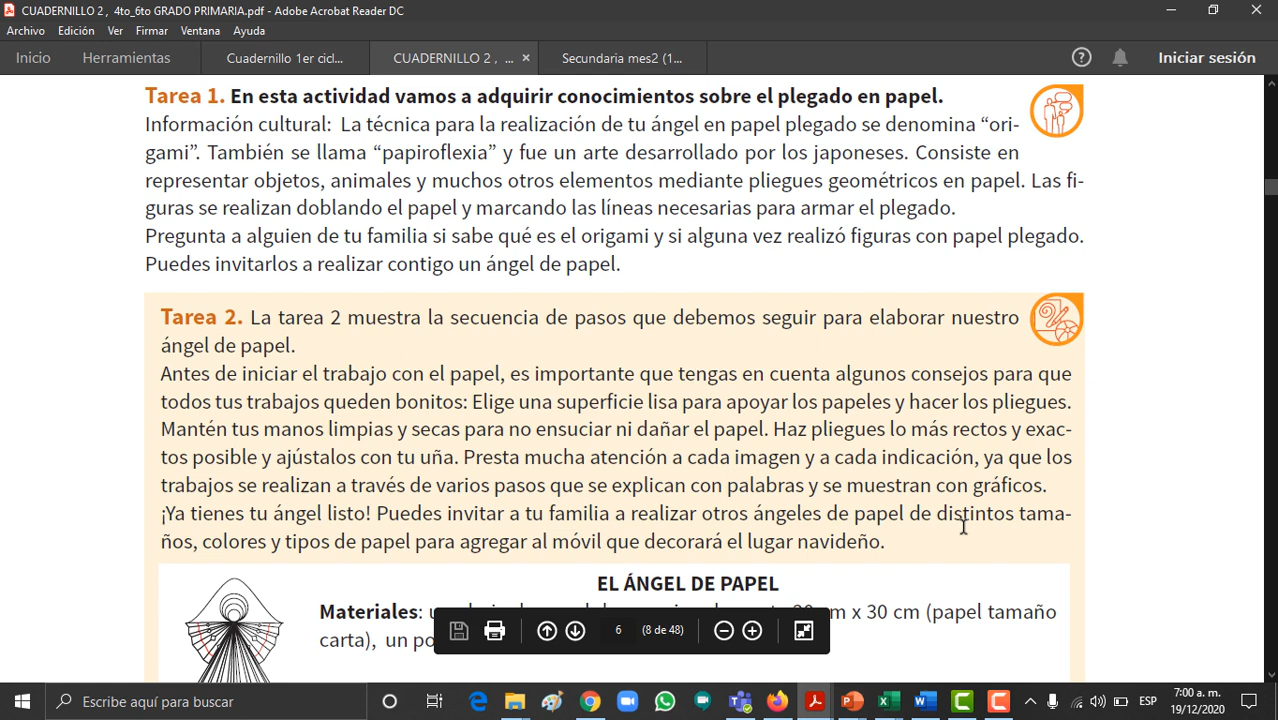 CUADERNILLO 2 , 4to_6to GRADO PRIMARIA.pdf - Adobe Acrobat Reader DC
Archivo Edición Ver Firmar Ventana Ayuda
Inicio Herramientas Cuadernillo 1er cicl... CUADERNILLO 2 , ... × Secundaria mes2 (1... Iniciar sesión
Tarea 1. En esta actividad vamos a adquirir conocimientos sobre el plegado en papel.
Información cultural: La técnica para la realización de tu ángel en papel plegado se denomina “ori-
gami”. También se llama “papiroflexia” y fue un arte desarrollado por los japoneses. Consiste en
representar objetos, animales y muchos otros elementos mediante pliegues geométricos en papel. Las fi-
guras se realizan doblando el papel y marcando las líneas necesarias para armar el plegado.
Pregunta a alguien de tu familia si sabe qué es el origami y si alguna vez realizó figuras con papel plegado.
Puedes invitarlos a realizar contigo un ángel de papel.
Tarea 2. La tarea 2 muestra la secuencia de pasos que debemos seguir para elaborar nuestro
ángel de papel.
Antes de iniciar el trabajo con el papel, es importante que tengas en cuenta algunos consejos para que
todos tus trabajos queden bonitos: Elige una superficie lisa para apoyar los papeles y hacer los pliegues.
Mantén tus manos limpias y secas para no ensuciar ni dañar el papel. Haz pliegues lo más rectos y exac-
tos posible y ajústalos con tu uña. Presta mucha atención a cada imagen y a cada indicación, ya que los
trabajos se realizan a través de varios pasos que se explican con palabras y se muestran con gráficos.
¡Ya tienes tu ángel listo! Puedes invitar a tu familia a realizar otros ángeles de papel de distintos tama-
ños, colores y tipos de papel para agregar al móvil que decorará el lugar navideño.
EL ÁNGEL DE PAPEL
Materiales: cm x 30 cm (papel tamaño
carta), un
6 (8 de 48)
Escribe aquí para buscar
ESP
7:00 a. m.
19/12/2020